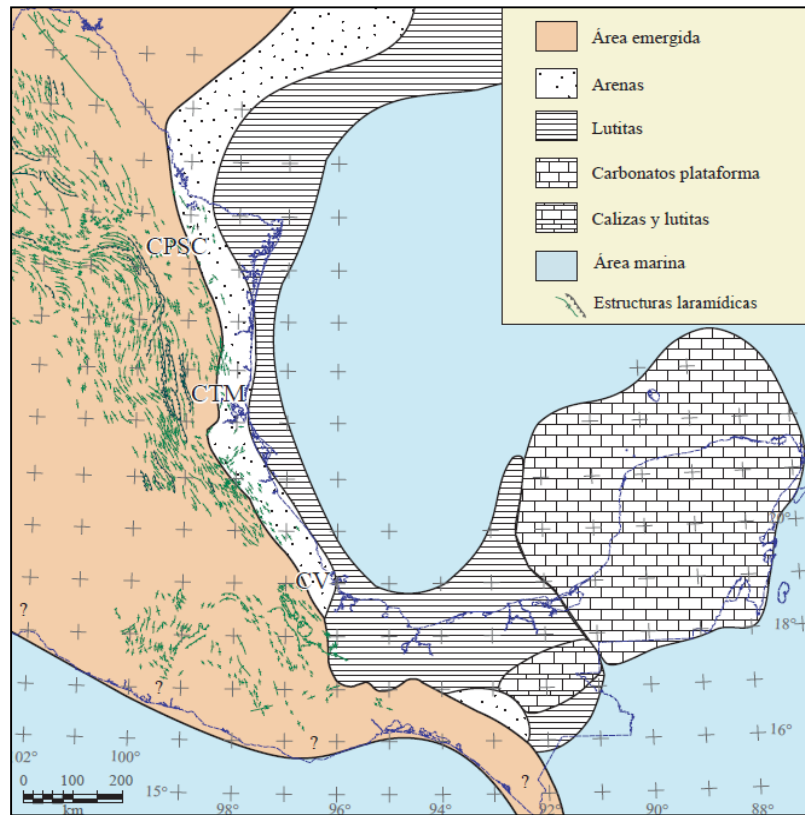 Área emergida
Arenas
Lutitas
Carbonatos plataforma
Calizas y lutitas
Área marina
Estructuras laramídicas
CPSC
CTM
CV
20°
18°
?
?
?
?
16°
02°
100°
0 100 200
km
15°
98°
96°
94°
92°
90°
88°